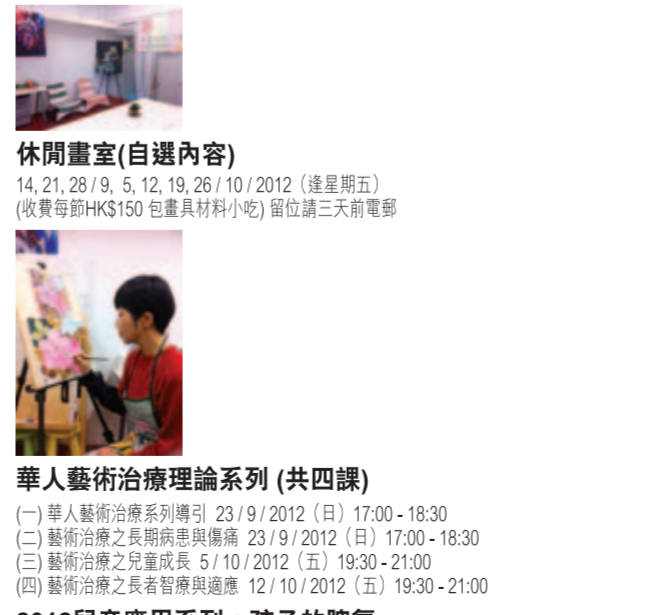 休閒畫室(自選內容)
14, 21, 28 / 9, 5, 12, 19, 26 / 10 / 2012（逢星期五）
(收費每節HK$150 包畫具材料小吃) 留位請三天前電郵
華人藝術治療理論系列 (共四課)
(一) 華人藝術治療系列導引 23 / 9 / 2012（日）17:00 - 18:30
(二) 藝術治療之長期病患與傷痛 23 / 9 / 2012（日）17:00 - 18:30
(三) 藝術治療之兒童成長 5 / 10 / 2012（五）19:30 - 21:00
(四) 藝術治療之長者智療與適應 12 / 10 / 2012（五）19:30 - 21:00